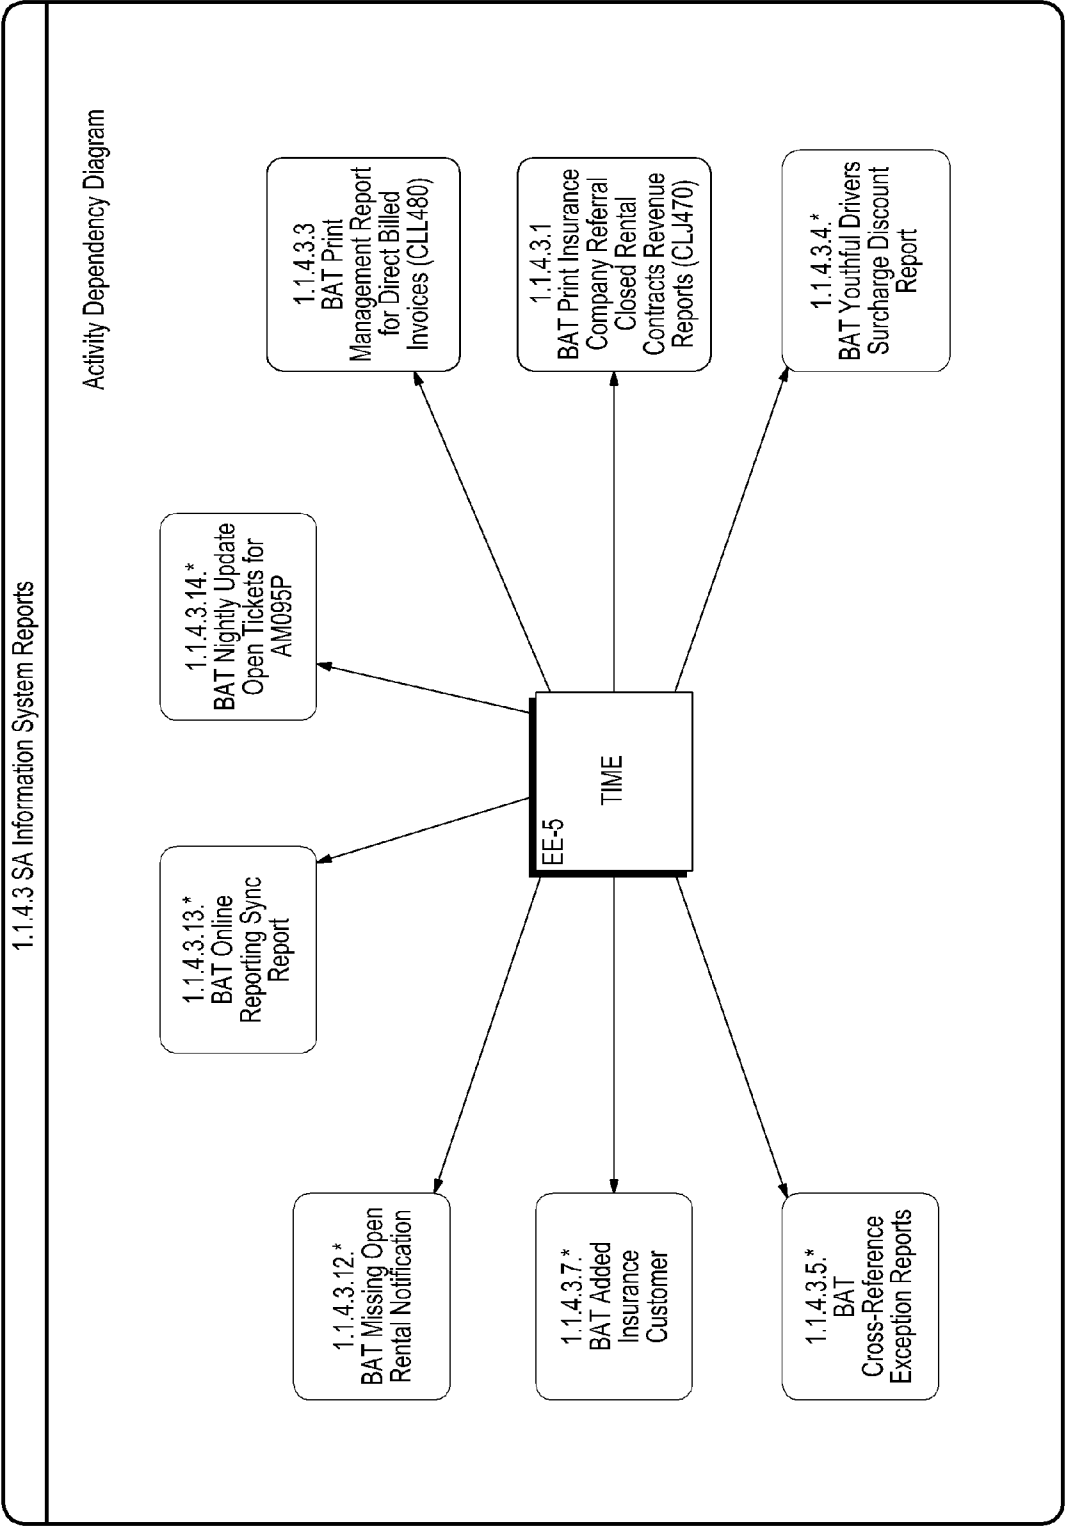 1.1.4.3 SA Information System Reports
Activity Dependency Diagram
1.1.4.3.13.*
BAT Online
Reporting Sync
Report
1.1.4.3.14.*
BAT Nightly Update
Open Tickets for
AM095P
1.1.4.3.12.*
BAT Missing Open
Rental Notification
1.1.4.3.3
BAT Print
Management Report
for Direct Billed
Invoices (CLL480)
1.1.4.3.7.*
BAT Added
Insurance
Customer
EE-5
TIME
1.1.4.3.1
BAT Print Insurance
Company Referral
Closed Rental
Contracts Revenue
Reports (CLJ470)
1.1.4.3.5.*
BAT
Cross-Reference
Exception Reports
1.1.4.3.4.*
BAT Youthful Drivers
Surcharge Discount
Report